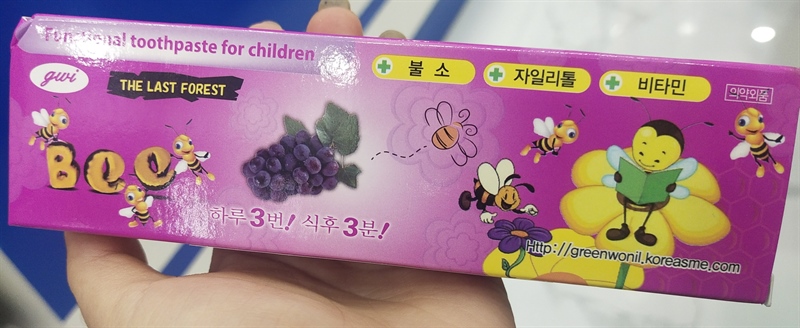 Functional toothpaste for children
gwi
THE LAST FOREST
Bee
불소
자일리톨
비타민
의약외품
하루 3번! 식후 3분!
Http://greenwonil.koreasme.com